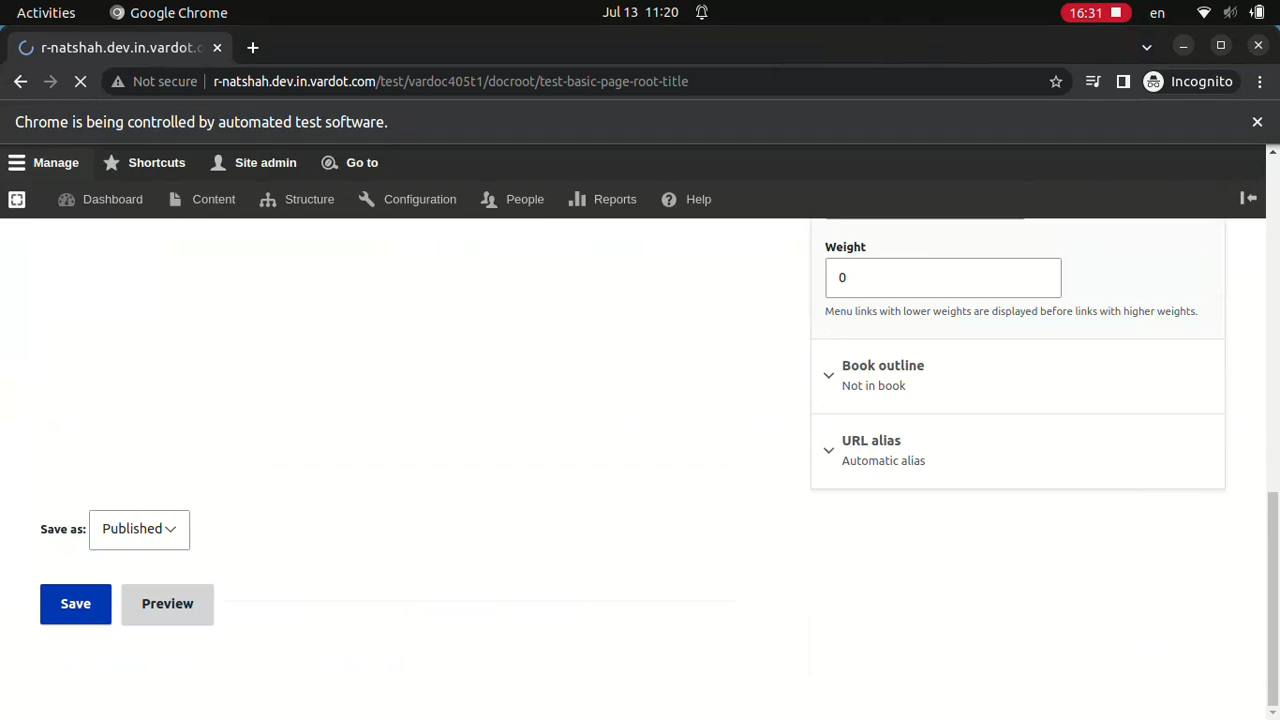 Activities
Google Chrome
Jul 13 11:20
16:31
en
r-natshah.dev.in.vardot.c
Not secure
r-natshah.dev.in.vardot.com/test/vardoc405t1/docroot/test-basic-page-root-title
Incognito
Chrome is being controlled by automated test software.
Manage
Shortcuts
Site admin
Go to
Dashboard
Content
Structure
Configuration
People
Reports
Help
Weight
0
Menu links with lower weights are displayed before links with higher weights.
Book outline
Not in book
URL alias
Automatic alias
Save as: Published
Save
Preview